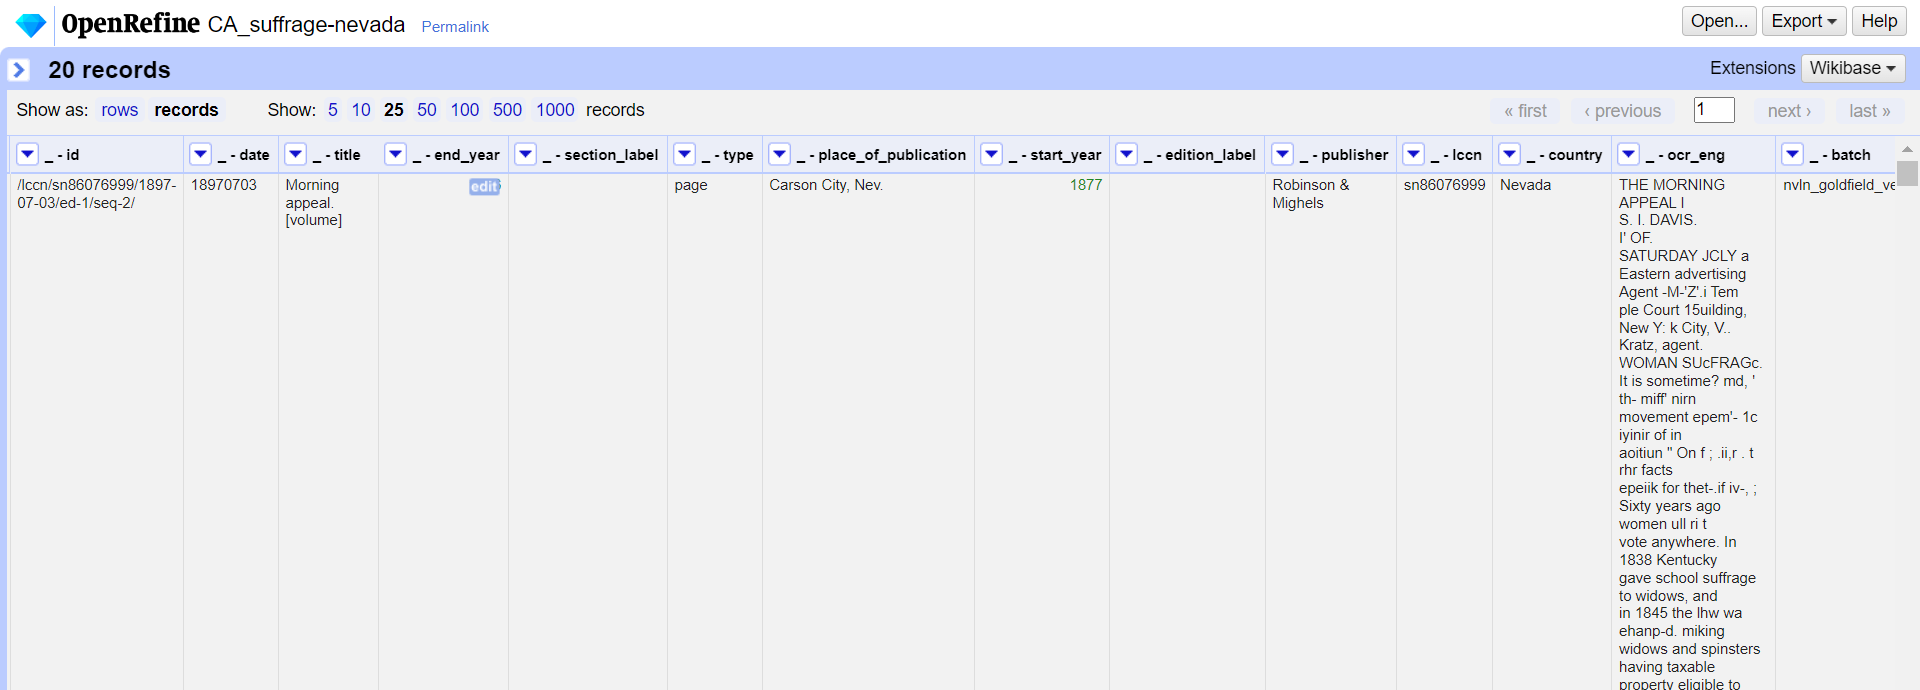 OpenRefine CA_suffrage-nevada Permalink Open... Export Help
20 records Extensions Wikibase
Show as: rows records Show: 5 10 25 50 100 500 1000 records « first ‹ previous 1 next › last »
_ - id _ - date _ - title _ - end_year _ - section_label _ - type _ - place_of_publication _ - start_year _ - edition_label _ - publisher _ - lccn _ - country _ - ocr_eng _ - batch
/lccn/sn86076999/1897-
07-03/ed-1/seq-2/
18970703
Morning
appeal.
[volume]
edit
page
Carson City, Nev.
1877
Robinson &
Mighels
sn86076999
Nevada
THE MORNING
APPEAL I
S. I. DAVIS.
I' OF.
SATURDAY JCLY a
Eastern advertising
Agent -M-'Z'.i Tem
ple Court 15uilding,
New Y: k City, V..
Kratz, agent.
WOMAN SUcFRAGc.
It is sometime? md, '
th- miff' nirn
movement epem'- 1c
iyinir of in
aoitiun " On f ; .ii,r . t
rhr facts
epeiik for thet-.if iv-, ;
Sixty years ago
women ull ri t
vote anywhere. In
1838 Kentucky
gave school suffrage
to widows, and
in 1845 the lhw wa
ehanp-d. miking
widows and spinsters
having taxable
property eligible to
nvln_goldfield_ve